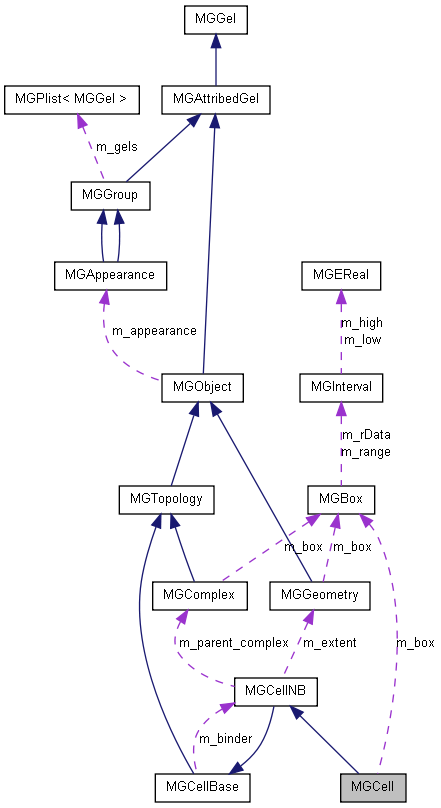 MGGel
MGPlist< MGGel >
MGAttribedGel
m_gels
MGGroup
MGAppearance
MGEReal
m_appearance
m_high
m_low
MGObject
MGInterval
m_rData
m_range
MGTopology
MGBox
m_box
m_box
MGComplex
MGGeometry
m_parent_complex
m_extent
m_box
MGCellNB
m_binder
MGCellBase
MGCell